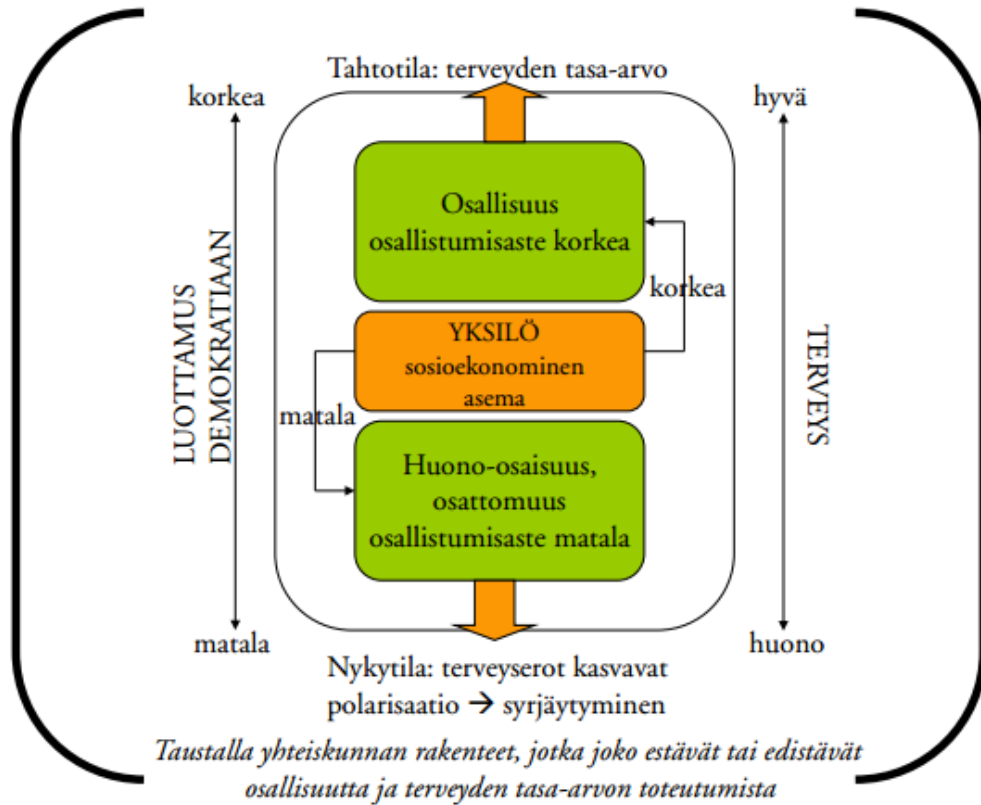 Tahtotila: terveyden tasa-arvo
korkea
hyvä
Osallisuus
osallistumisaste korkea
korkea
LUOTTAMUS
DEMOKRATIAAN
YKSILÖ
sosioekonominen
asema
TERVEYS
matala
Huono-osaisuus,
osattomuus
osallistumisaste matala
matala
huono
Nykytila: terveyserot kasvavat
polarisaatio → syrjäytyminen
Taustalla yhteiskunnan rakenteet, jotka joko estävät tai edistävät
osallisuutta ja terveyden tasa-arvon toteutumista